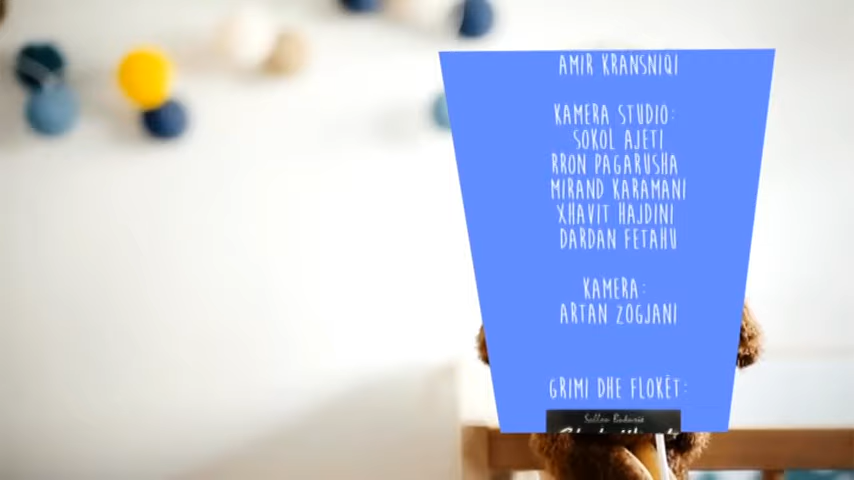 AMIR KRANSNIQI
KAMERA STUDIO:
SOKOL AJETI
RRON PAGARUSHA
MIRAND KARAMANI
XHAVIT HAJDINI
DARDAN FETAHU
KAMERA:
ARTAN ZOGJANI
GRIMI DHE FLOKËT: